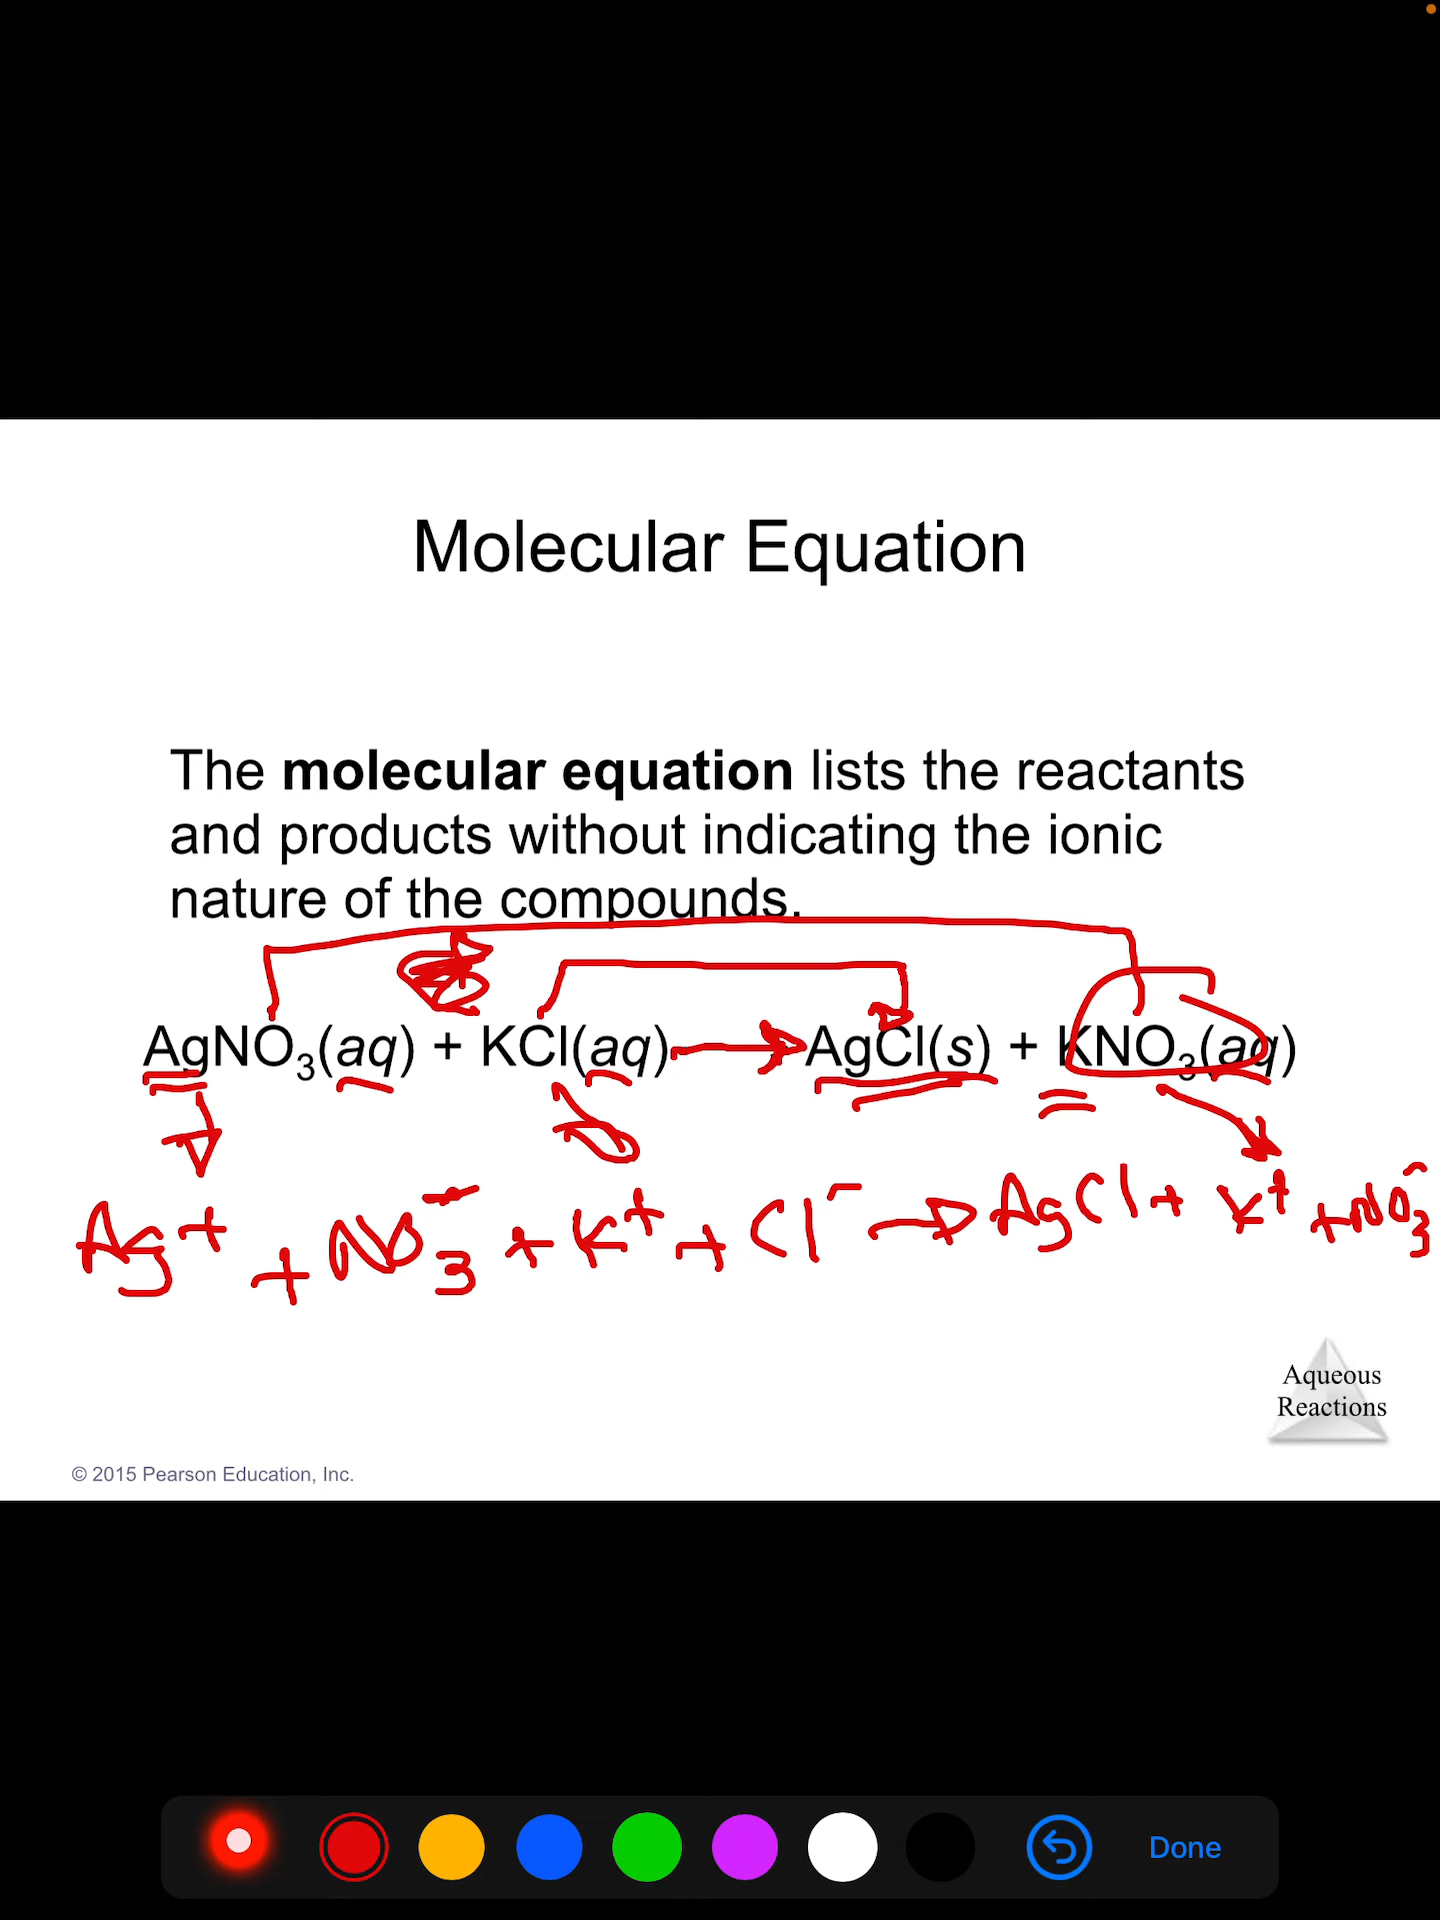 Molecular Equation
The molecular equation lists the reactants
and products without indicating the ionic
nature of the compounds.
AgNO₃(aq) + KCl(aq) → AgCl(s) + KNO₃(aq)
Ag⁺ + NO₃⁻ + K⁺ + Cl⁻ → AgCl + K⁺ + NO₃⁻
Aqueous
Reactions
© 2015 Pearson Education, Inc.
Done